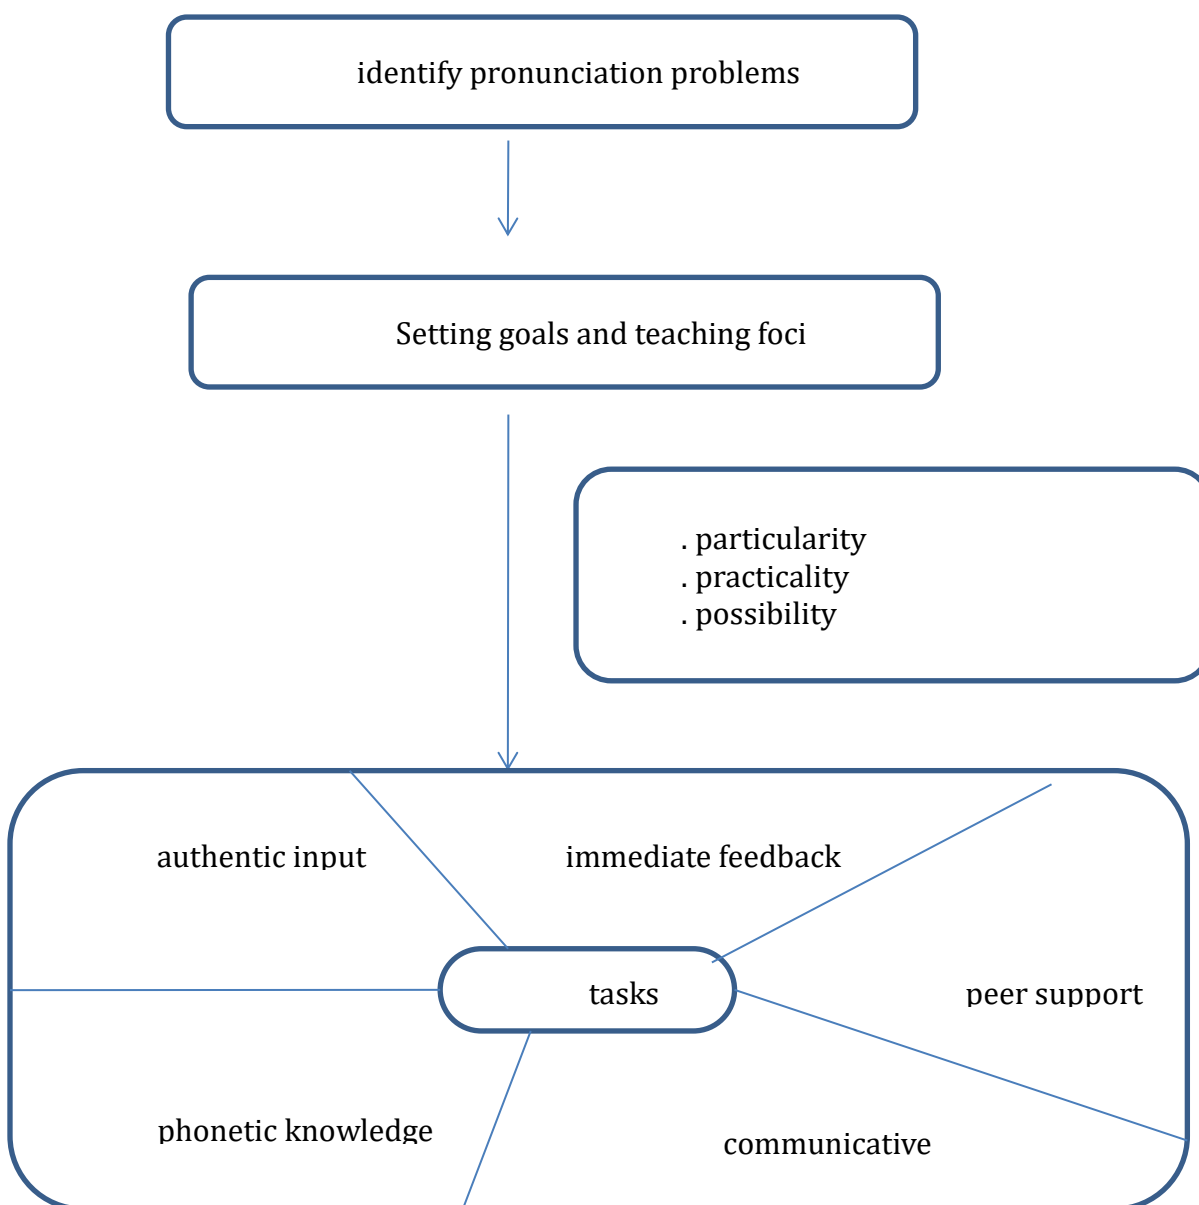 identify pronunciation problems
Setting goals and teaching foci
. particularity
. practicality
. possibility
authentic input
immediate feedback
tasks
peer support
phonetic knowledge
communicative